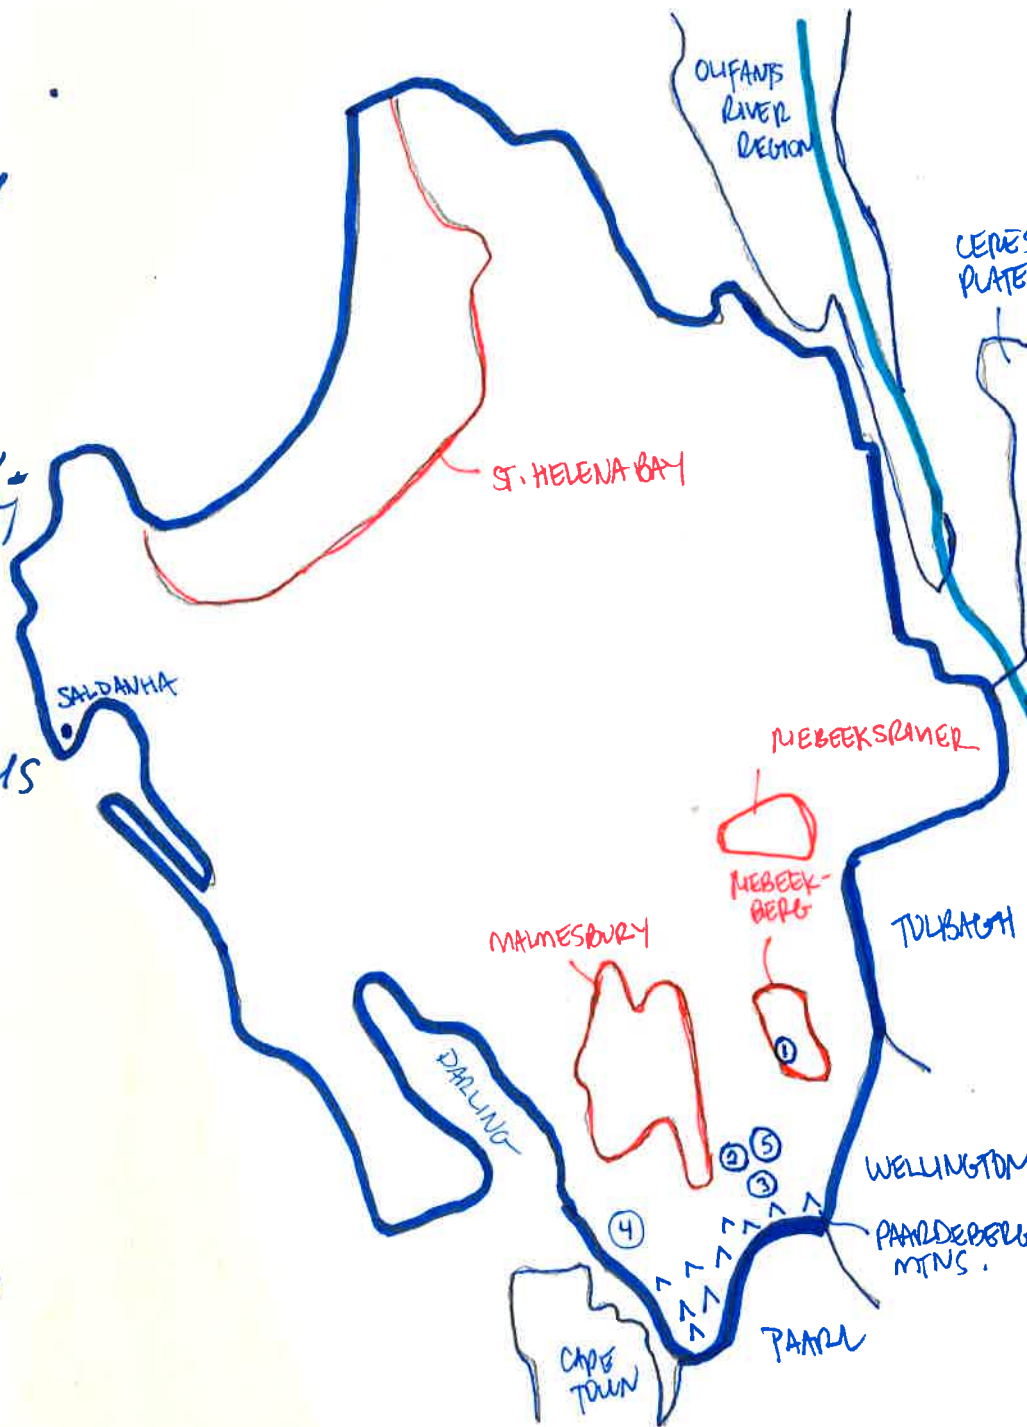 OLIFANTS
RIVER
REGION
CERES
PLATE
ST. HELENA BAY
SALDANHA
RIEBEEKSRIVIER
RIEBEEK-
BERG
MALMESBURY
TULBAGH
1
DARLING
2
5
3
WELLINGTON
4
PAARDEBERG
MTNS.
PAARL
CAPE
TOWN